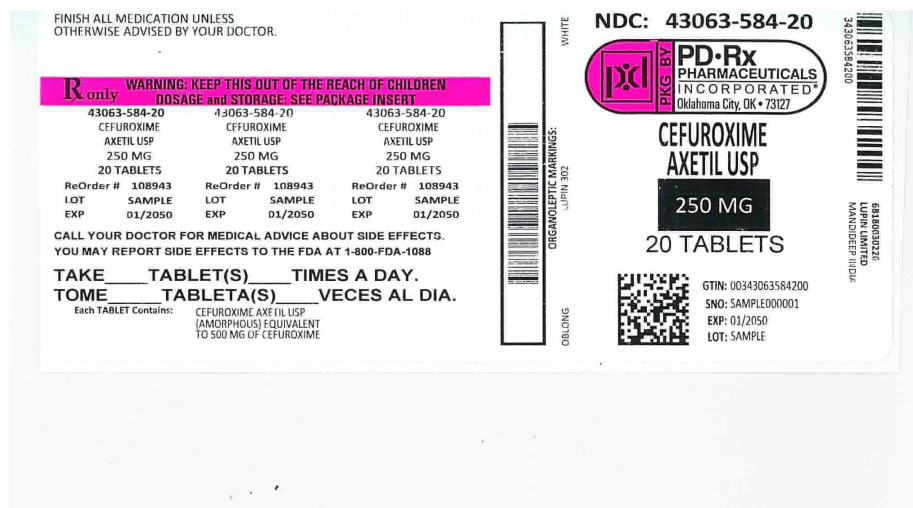 FINISH ALL MEDICATION UNLESS
OTHERWISE ADVISED BY YOUR DOCTOR.
Rx only
WARNING: KEEP THIS OUT OF THE REACH OF CHILDREN
DOSAGE and STORAGE: SEE PACKAGE INSERT
43063-584-20 43063-584-20 43063-584-20
CEFUROXIME CEFUROXIME CEFUROXIME
AXETIL USP AXETIL USP AXETIL USP
250 MG 250 MG 250 MG
20 TABLETS 20 TABLETS 20 TABLETS
ReOrder # 108943 ReOrder # 108943 ReOrder # 108943
LOT SAMPLE LOT SAMPLE LOT SAMPLE
EXP 01/2050 EXP 01/2050 EXP 01/2050
CALL YOUR DOCTOR FOR MEDICAL ADVICE ABOUT SIDE EFFECTS.
YOU MAY REPORT SIDE EFFECTS TO THE FDA AT 1-800-FDA-1088
TAKE____TABLET(S)____TIMES A DAY.
TOME_____TABLETA(S)____VECES AL DIA.
Each TABLET Contains: CEFUROXIME AXETIL USP
(AMORPHOUS) EQUIVALENT
TO 500 MG OF CEFUROXIME
ORGANOLEPTIC MARKINGS:
WHITE
LUPIN 302
OBLONG
NDC: 43063-584-20
pd
PKG BY
PD·Rx
PHARMACEUTICALS
INCORPORATED®
Oklahoma City, OK • 73127
CEFUROXIME
AXETIL USP
250 MG
20 TABLETS
GTIN: 00343063584200
SNO: SAMPLE000001
EXP: 01/2050
LOT: SAMPLE
343063584200
68180030220
LUPIN LIMITED
MANDIDEEP INDIA